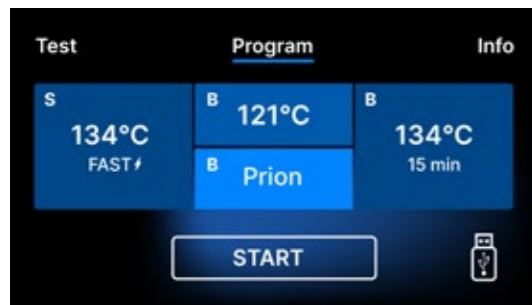 Test Program Info
S
134°C
FAST
B 121°C
B Prion
B
134°C
15 min
START